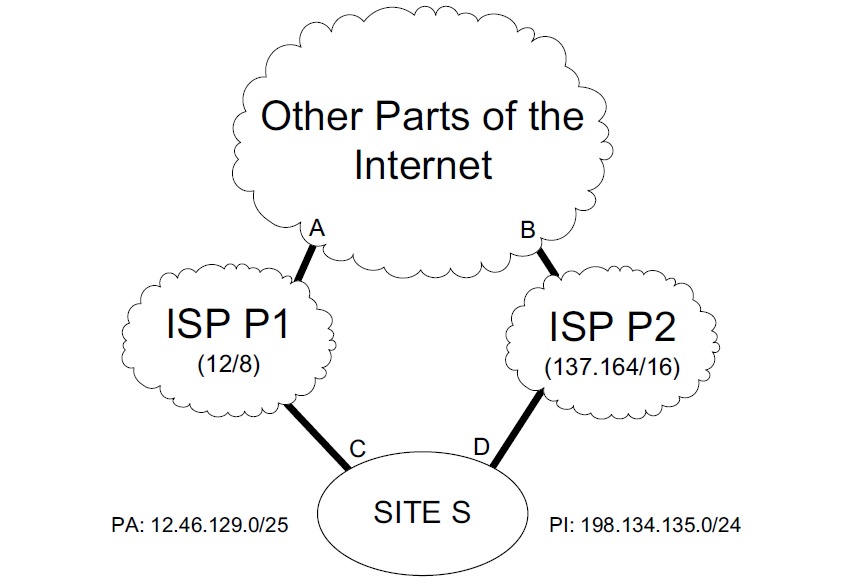 Other Parts of the
Internet
A
B
ISP P1
(12/8)
ISP P2
(137.164/16)
C
D
SITE S
PA: 12.46.129.0/25
PI: 198.134.135.0/24